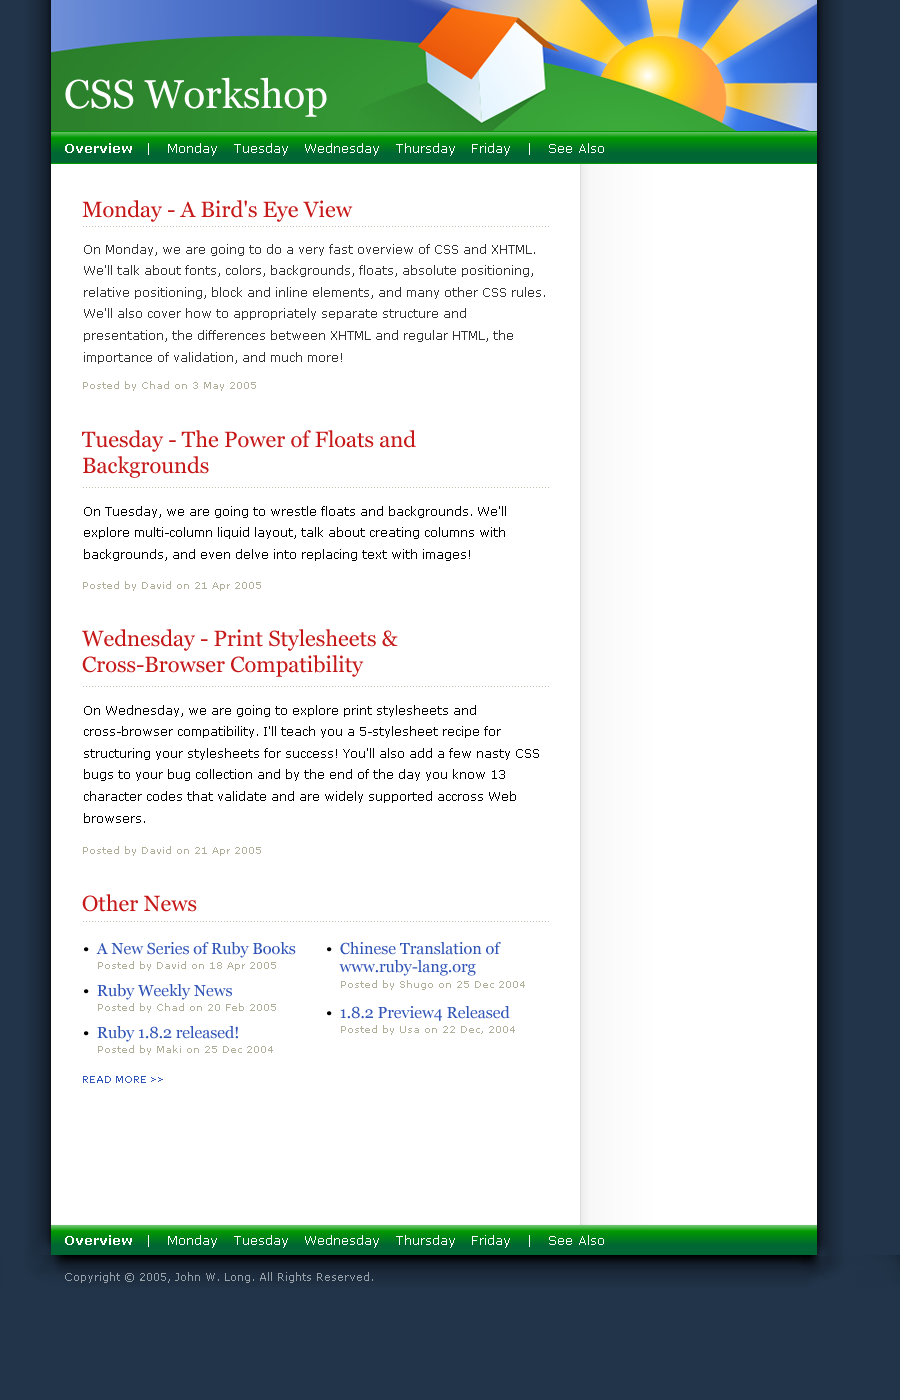 CSS Workshop
Overview | Monday Tuesday Wednesday Thursday Friday | See Also
Monday - A Bird's Eye View
On Monday, we are going to do a very fast overview of CSS and XHTML.
We'll talk about fonts, colors, backgrounds, floats, absolute positioning,
relative positioning, block and inline elements, and many other CSS rules.
We'll also cover how to appropriately separate structure and
presentation, the differences between XHTML and regular HTML, the
importance of validation, and much more!
Posted by Chad on 3 May 2005
Tuesday - The Power of Floats and
Backgrounds
On Tuesday, we are going to wrestle floats and backgrounds. We'll
explore multi-column liquid layout, talk about creating columns with
backgrounds, and even delve into replacing text with images!
Posted by David on 21 Apr 2005
Wednesday - Print Stylesheets &
Cross-Browser Compatibility
On Wednesday, we are going to explore print stylesheets and
cross-browser compatibility. I'll teach you a 5-stylesheet recipe for
structuring your stylesheets for success! You'll also add a few nasty CSS
bugs to your bug collection and by the end of the day you know 13
character codes that validate and are widely supported accross Web
browsers.
Posted by David on 21 Apr 2005
Other News
• A New Series of Ruby Books
Posted by David on 18 Apr 2005
• Ruby Weekly News
Posted by Chad on 20 Feb 2005
• Ruby 1.8.2 released!
Posted by Maki on 25 Dec 2004
• Chinese Translation of
www.ruby-lang.org
Posted by Shugo on 25 Dec 2004
• 1.8.2 Preview4 Released
Posted by Usa on 22 Dec, 2004
READ MORE >>
Overview | Monday Tuesday Wednesday Thursday Friday | See Also
Copyright © 2005, John W. Long. All Rights Reserved.